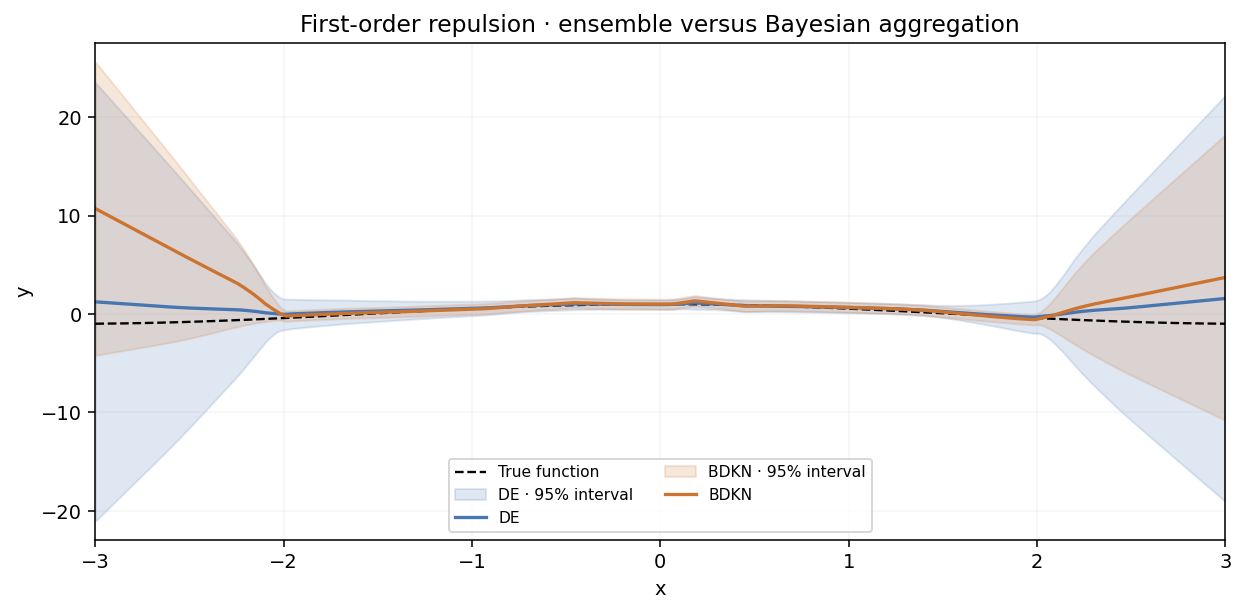 First-order repulsion · ensemble versus Bayesian aggregation
y
20
10
0
−10
−20
True function
DE · 95% interval
DE
BDKN · 95% interval
BDKN
−3 −2 −1 0 1 2 3
x